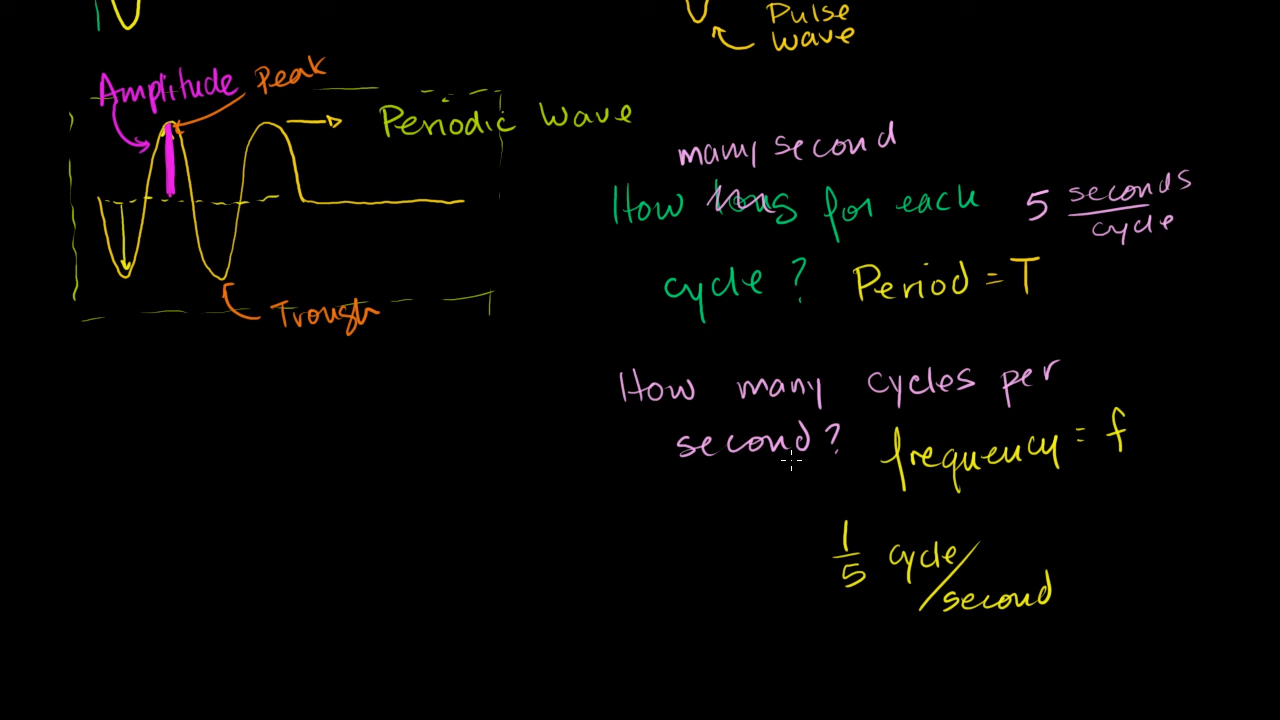 Pulse
wave
Amplitude
Peak
Periodic wave
Trough
many second
How for each
5 seconds
cycle
cycle? Period = T
How many cycles per
second? frequency = f
1
5 cycle/
second